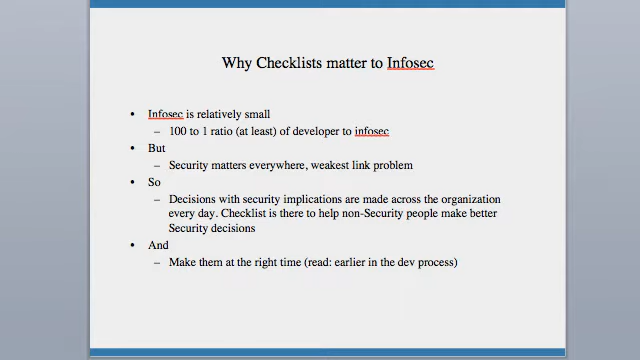 Why Checklists matter to Infosec
• Infosec is relatively small
– 100 to 1 ratio (at least) of developer to infosec
• But
– Security matters everywhere, weakest link problem
• So
– Decisions with security implications are made across the organization
every day. Checklist is there to help non-Security people make better
Security decisions
• And
– Make them at the right time (read: earlier in the dev process)